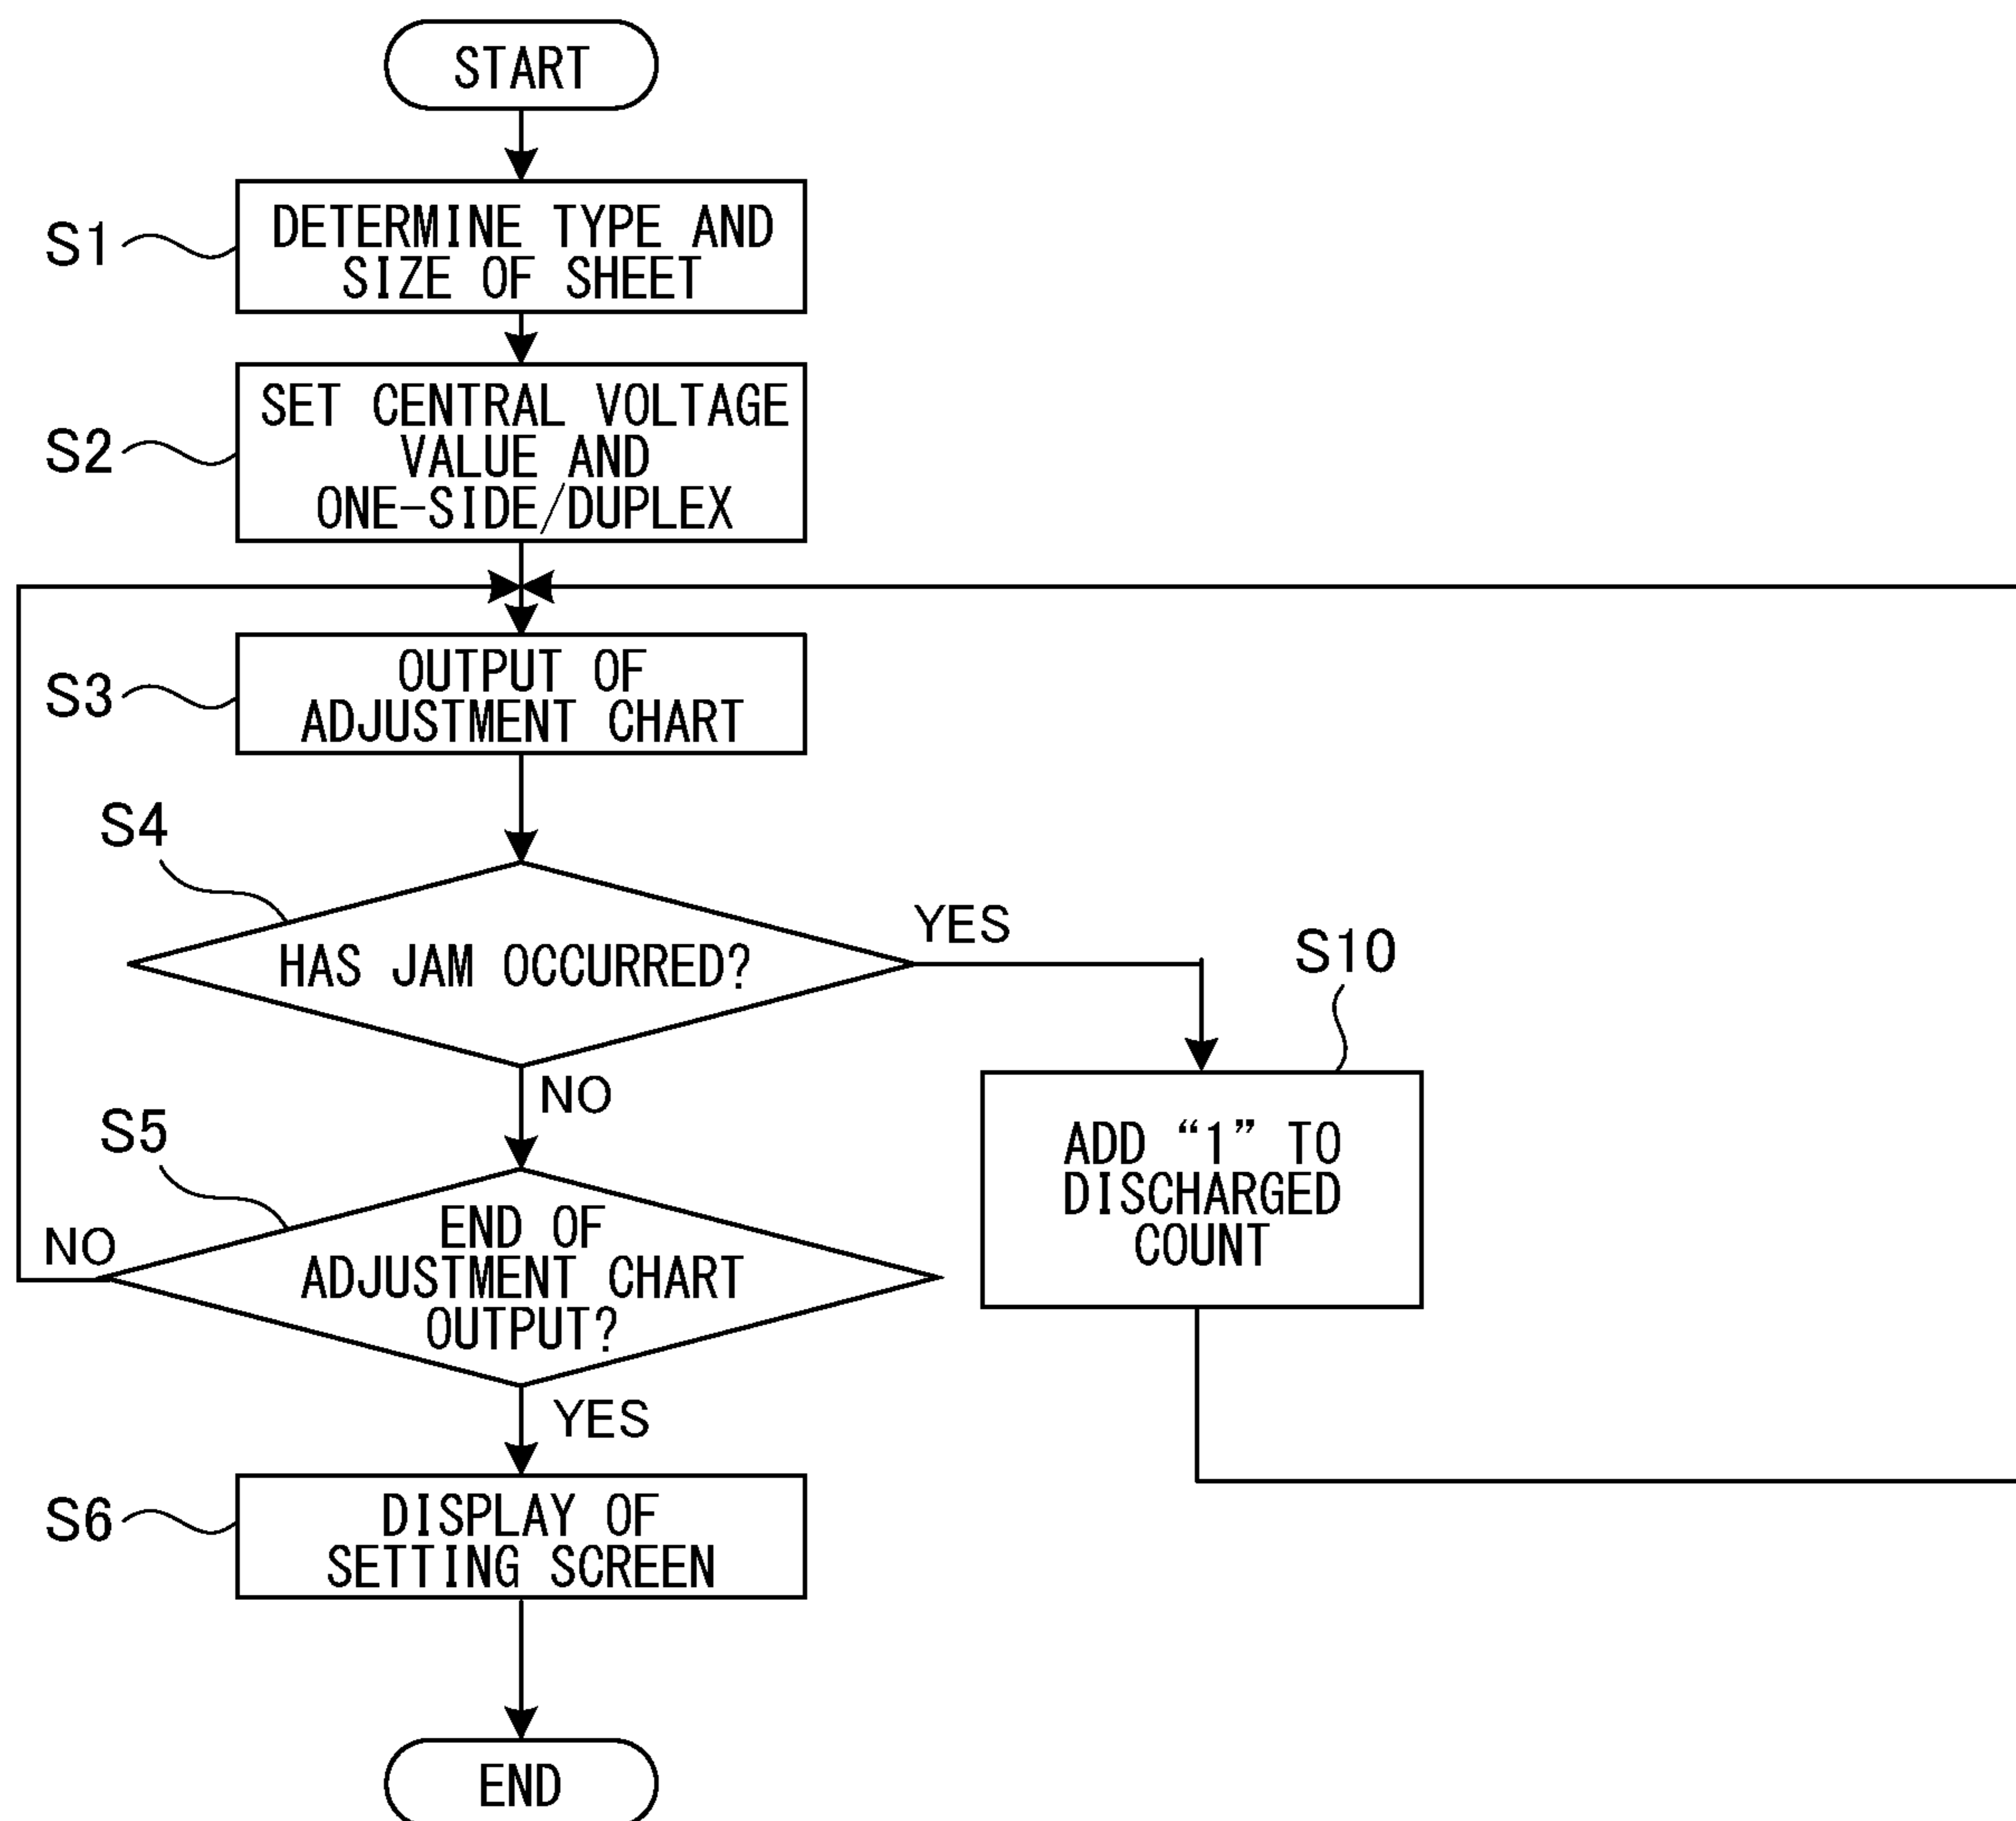 START
S1
DETERMINE TYPE AND
SIZE OF SHEET
S2
SET CENTRAL VOLTAGE
VALUE AND
ONE-SIDE/DUPLEX
S3
OUTPUT OF
ADJUSTMENT CHART
S4
HAS JAM OCCURRED?
YES
NO
S10
ADD “1” TO
DISCHARGED
COUNT
S5
END OF
ADJUSTMENT CHART
OUTPUT?
NO
YES
S6
DISPLAY OF
SETTING SCREEN
END